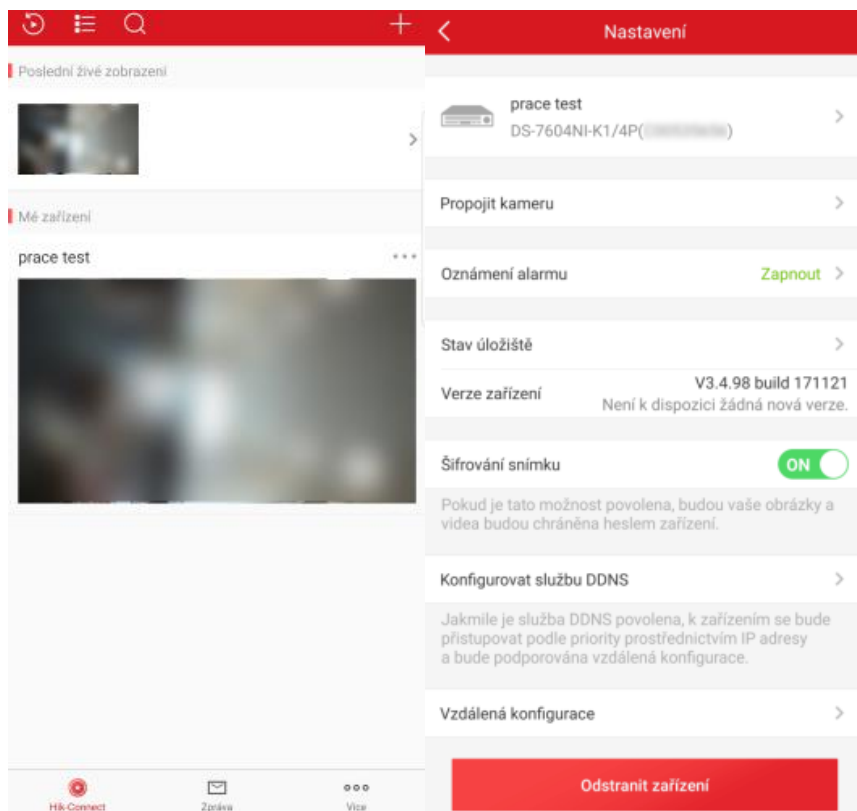 Poslední živé zobrazení
Mé zařízení
prace test
Hik-Connect
Zpráva
Více
Nastavení
prace test
DS-7604NI-K1/4P( )
Propojit kameru
Oznámení alarmu Zapnout
Stav úložiště
Verze zařízení
V3.4.98 build 171121
Není k dispozici žádná nová verze.
Šifrování snímku ON
Pokud je tato možnost povolena, budou vaše obrázky a
videa budou chráněna heslem zařízení.
Konfigurovat službu DDNS
Jakmile je služba DDNS povolena, k zařízením se bude
přistupovat podle priority prostřednictvím IP adresy
a bude podporována vzdálená konfigurace.
Vzdálená konfigurace
Odstranit zařízení